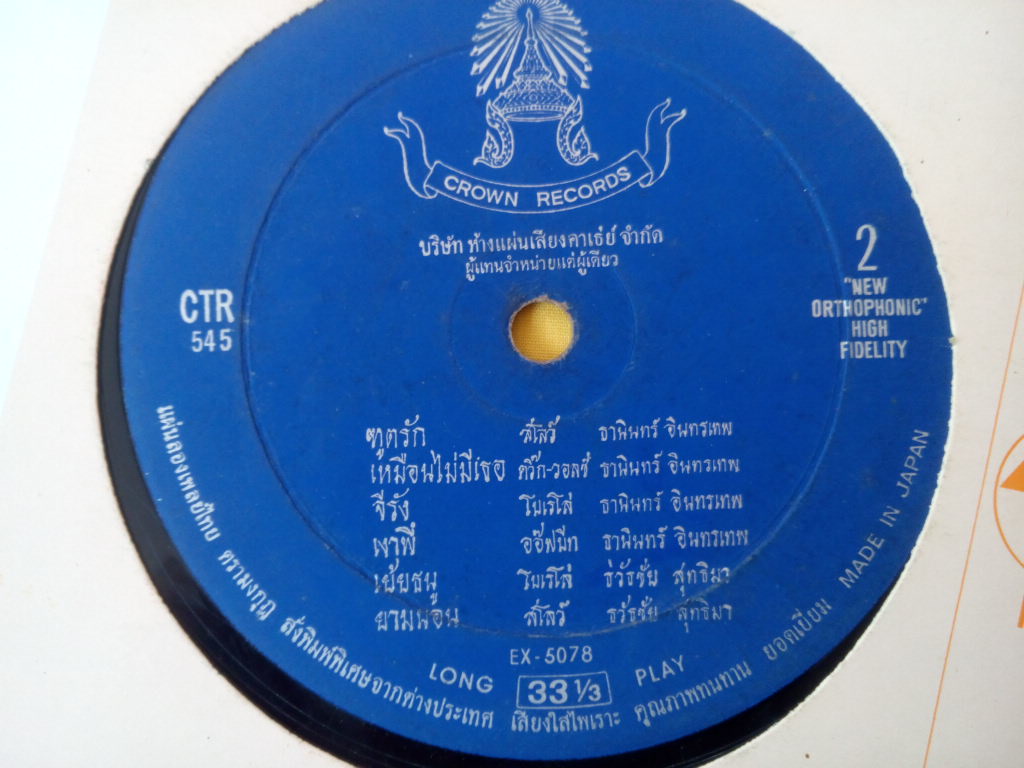 CROWN RECORDS
บริษัท ห้างแผ่นเสียงคาเธ่ย์ จำกัด
ผู้แทนจำหน่ายแต่ผู้เดียว
CTR
545
2
"NEW
ORTHOPHONIC"
HIGH
FIDELITY
ฑูตรัก สโลว์ ธานินทร์ อินทรเทพ
เหมือนไม่มีเธอ ควิ๊ก-วอลซ์ ธานินทร์ อินทรเทพ
จีรัง โบเรโล่ ธานินทร์ อินทรเทพ
พาพี่ ออฟบีท ธานินทร์ อินทรเทพ
เย้ยธนู โบเรโล่ ธวัชชัย สุทธิมา
ยามพอน สโลว์ ธวัชชัย สุทธิมา
EX-5078
LONG 33 1/3 PLAY
แผ่นลองเพลย์ไทย ตรามงกุฎ สั่งพิมพ์พิเศษจากต่างประเทศ เสียงใสไพเราะ คุณภาพทนทาน ยอดเยี่ยม MADE IN JAPAN